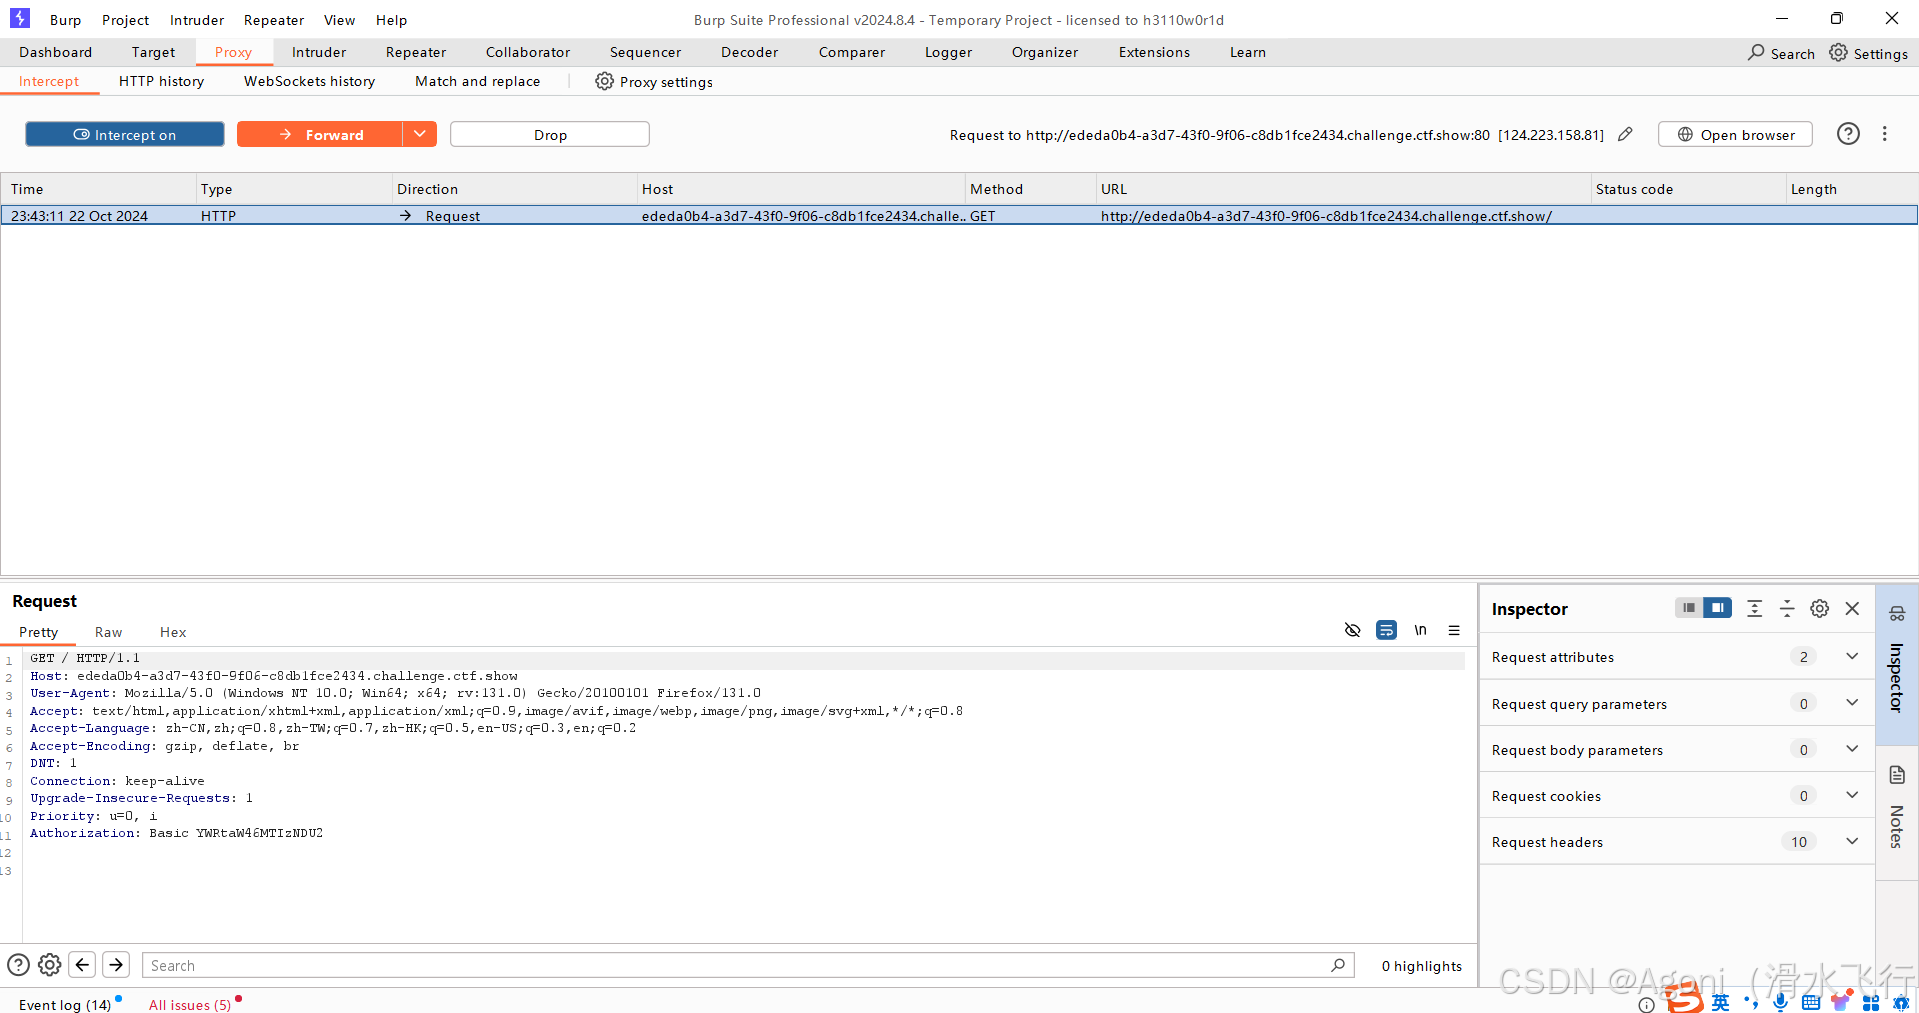 Burp Project Intruder Repeater View Help Burp Suite Professional v2024.8.4 - Temporary Project - licensed to h3110w0r1d
Dashboard Target Proxy Intruder Repeater Collaborator Sequencer Decoder Comparer Logger Organizer Extensions Learn Search Settings
Intercept HTTP history WebSockets history Match and replace Proxy settings
Intercept on Forward Drop Request to http://ededa0b4-a3d7-43f0-9f06-c8db1fce2434.challenge.ctf.show:80 [124.223.158.81] Open browser
Time Type Direction Host Method URL Status code Length
23:43:11 22 Oct 2024 HTTP → Request ededa0b4-a3d7-43f0-9f06-c8db1fce2434.challe.. GET http://ededa0b4-a3d7-43f0-9f06-c8db1fce2434.challenge.ctf.show/
Request
Pretty Raw Hex \n
1 GET / HTTP/1.1
2 Host: ededa0b4-a3d7-43f0-9f06-c8db1fce2434.challenge.ctf.show
3 User-Agent: Mozilla/5.0 (Windows NT 10.0; Win64; x64; rv:131.0) Gecko/20100101 Firefox/131.0
4 Accept: text/html,application/xhtml+xml,application/xml;q=0.9,image/avif,image/webp,image/png,image/svg+xml,*/*;q=0.8
5 Accept-Language: zh-CN,zh;q=0.8,zh-TW;q=0.7,zh-HK;q=0.5,en-US;q=0.3,en;q=0.2
6 Accept-Encoding: gzip, deflate, br
7 DNT: 1
8 Connection: keep-alive
9 Upgrade-Insecure-Requests: 1
10 Priority: u=0, i
11 Authorization: Basic YWRtaW46MTIzNDU2
12
13
Inspector
Request attributes 2
Request query parameters 0
Request body parameters 0
Request cookies 0
Request headers 10
Inspector
Notes
Search 0 highlights
Event log (14) All issues (5)
CSDN @Agoni（滑水飞行
英